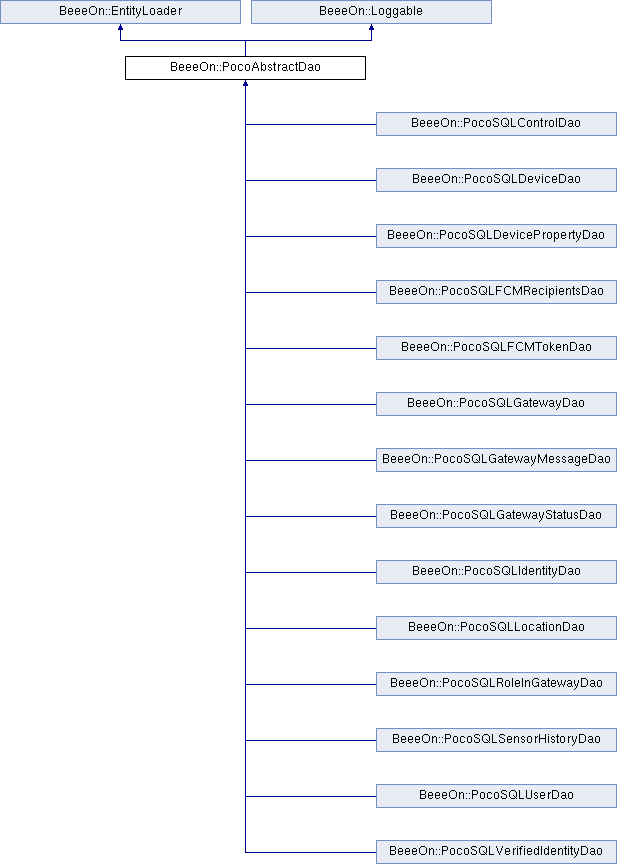 BeeeOn::EntityLoader
BeeeOn::Loggable
BeeeOn::PocoAbstractDao
BeeeOn::PocoSQLControlDao
BeeeOn::PocoSQLDeviceDao
BeeeOn::PocoSQLDevicePropertyDao
BeeeOn::PocoSQLFCMRecipientsDao
BeeeOn::PocoSQLFCMTokenDao
BeeeOn::PocoSQLGatewayDao
BeeeOn::PocoSQLGatewayMessageDao
BeeeOn::PocoSQLGatewayStatusDao
BeeeOn::PocoSQLIdentityDao
BeeeOn::PocoSQLLocationDao
BeeeOn::PocoSQLRoleInGatewayDao
BeeeOn::PocoSQLSensorHistoryDao
BeeeOn::PocoSQLUserDao
BeeeOn::PocoSQLVerifiedIdentityDao